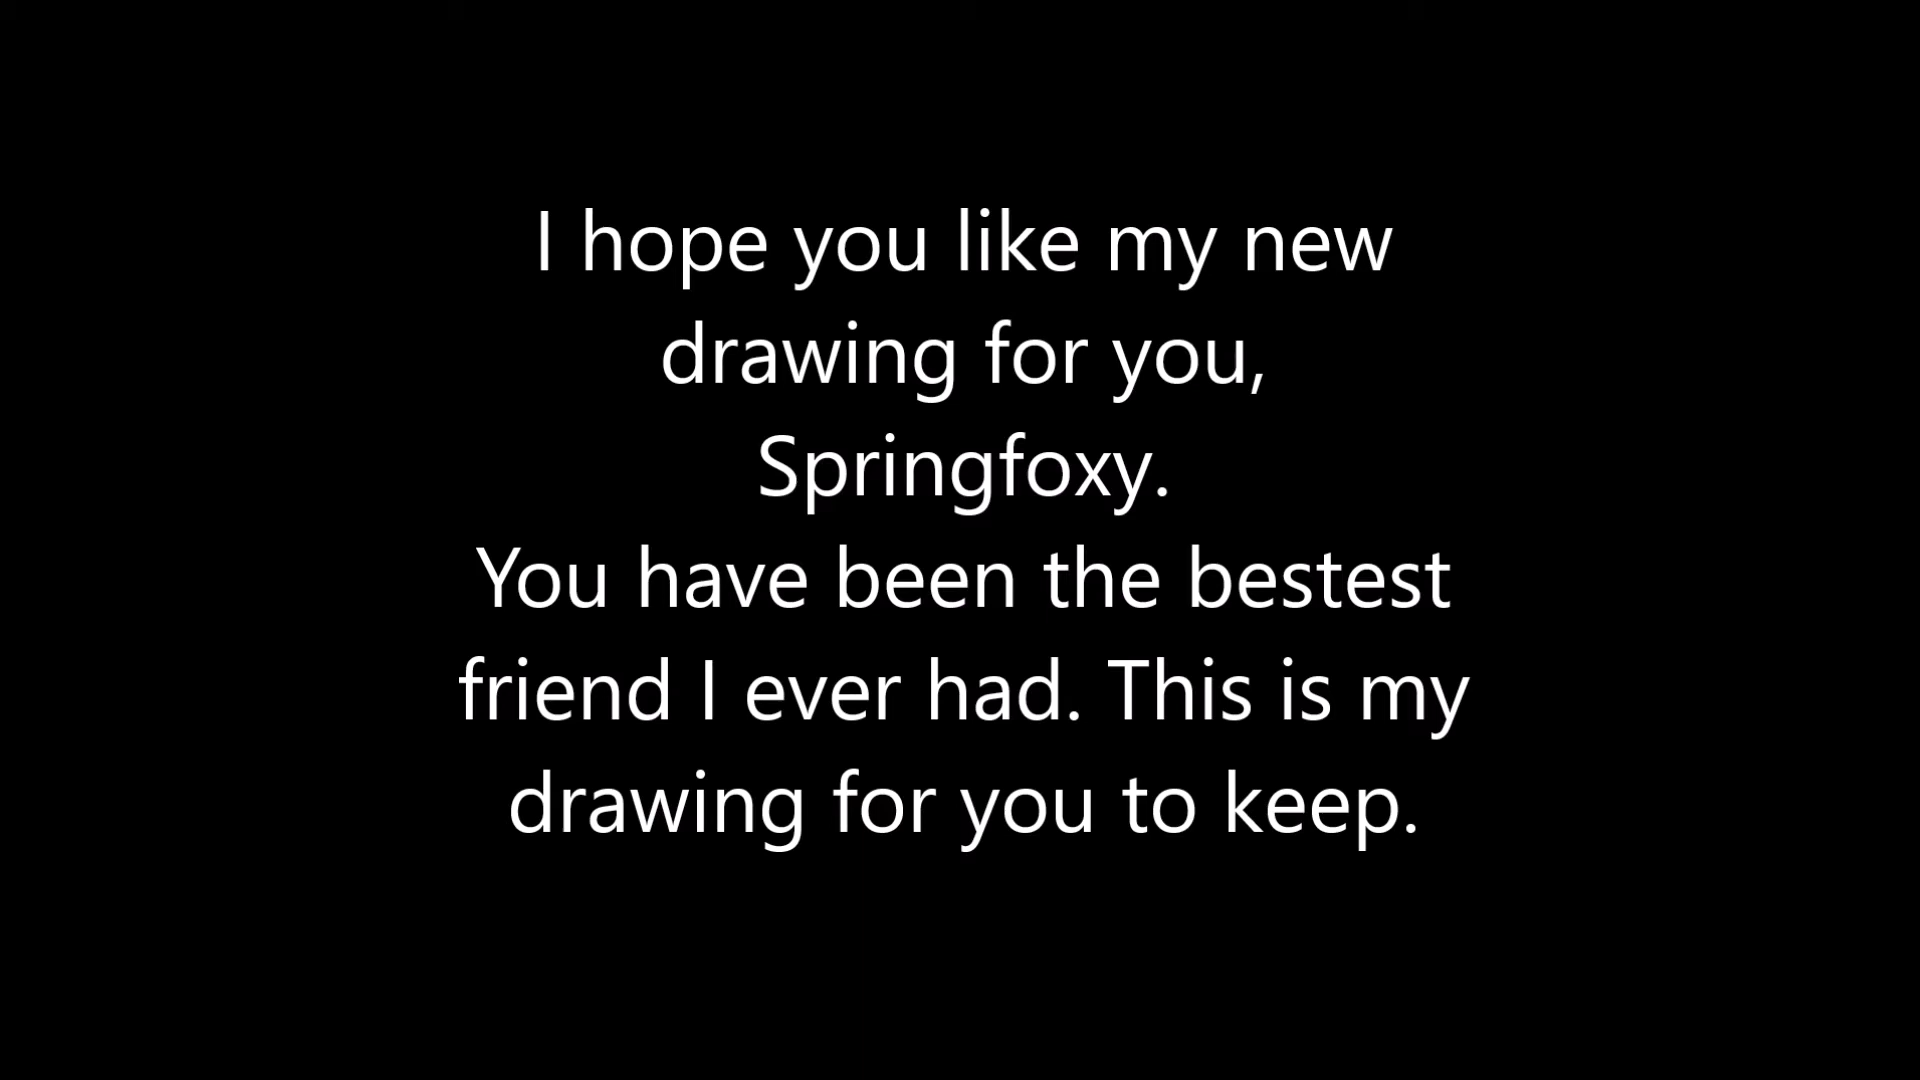 I hope you like my new
drawing for you,
Springfoxy.
You have been the bestest
friend I ever had. This is my
drawing for you to keep.